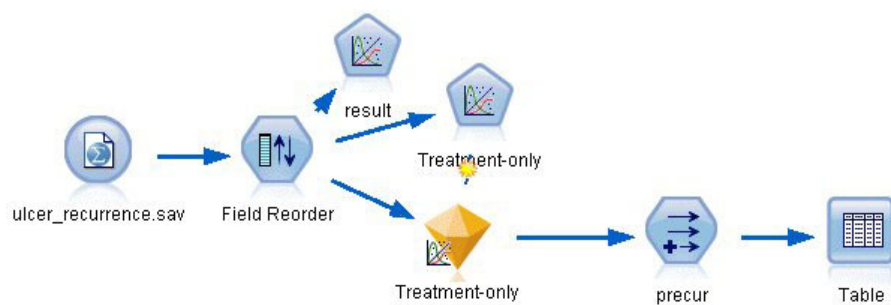 result
Treatment-only
ulcer_recurrence.sav
Field Reorder
Treatment-only
precur
Table